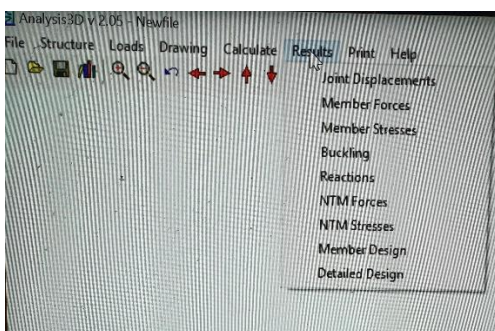 Analysis3D v 2.05 - Newfile
File Structure Loads Drawing Calculate Results Print Help
Joint Displacements
Member Forces
Member Stresses
Buckling
Reactions
NTM Forces
NTM Stresses
Member Design
Detailed Design